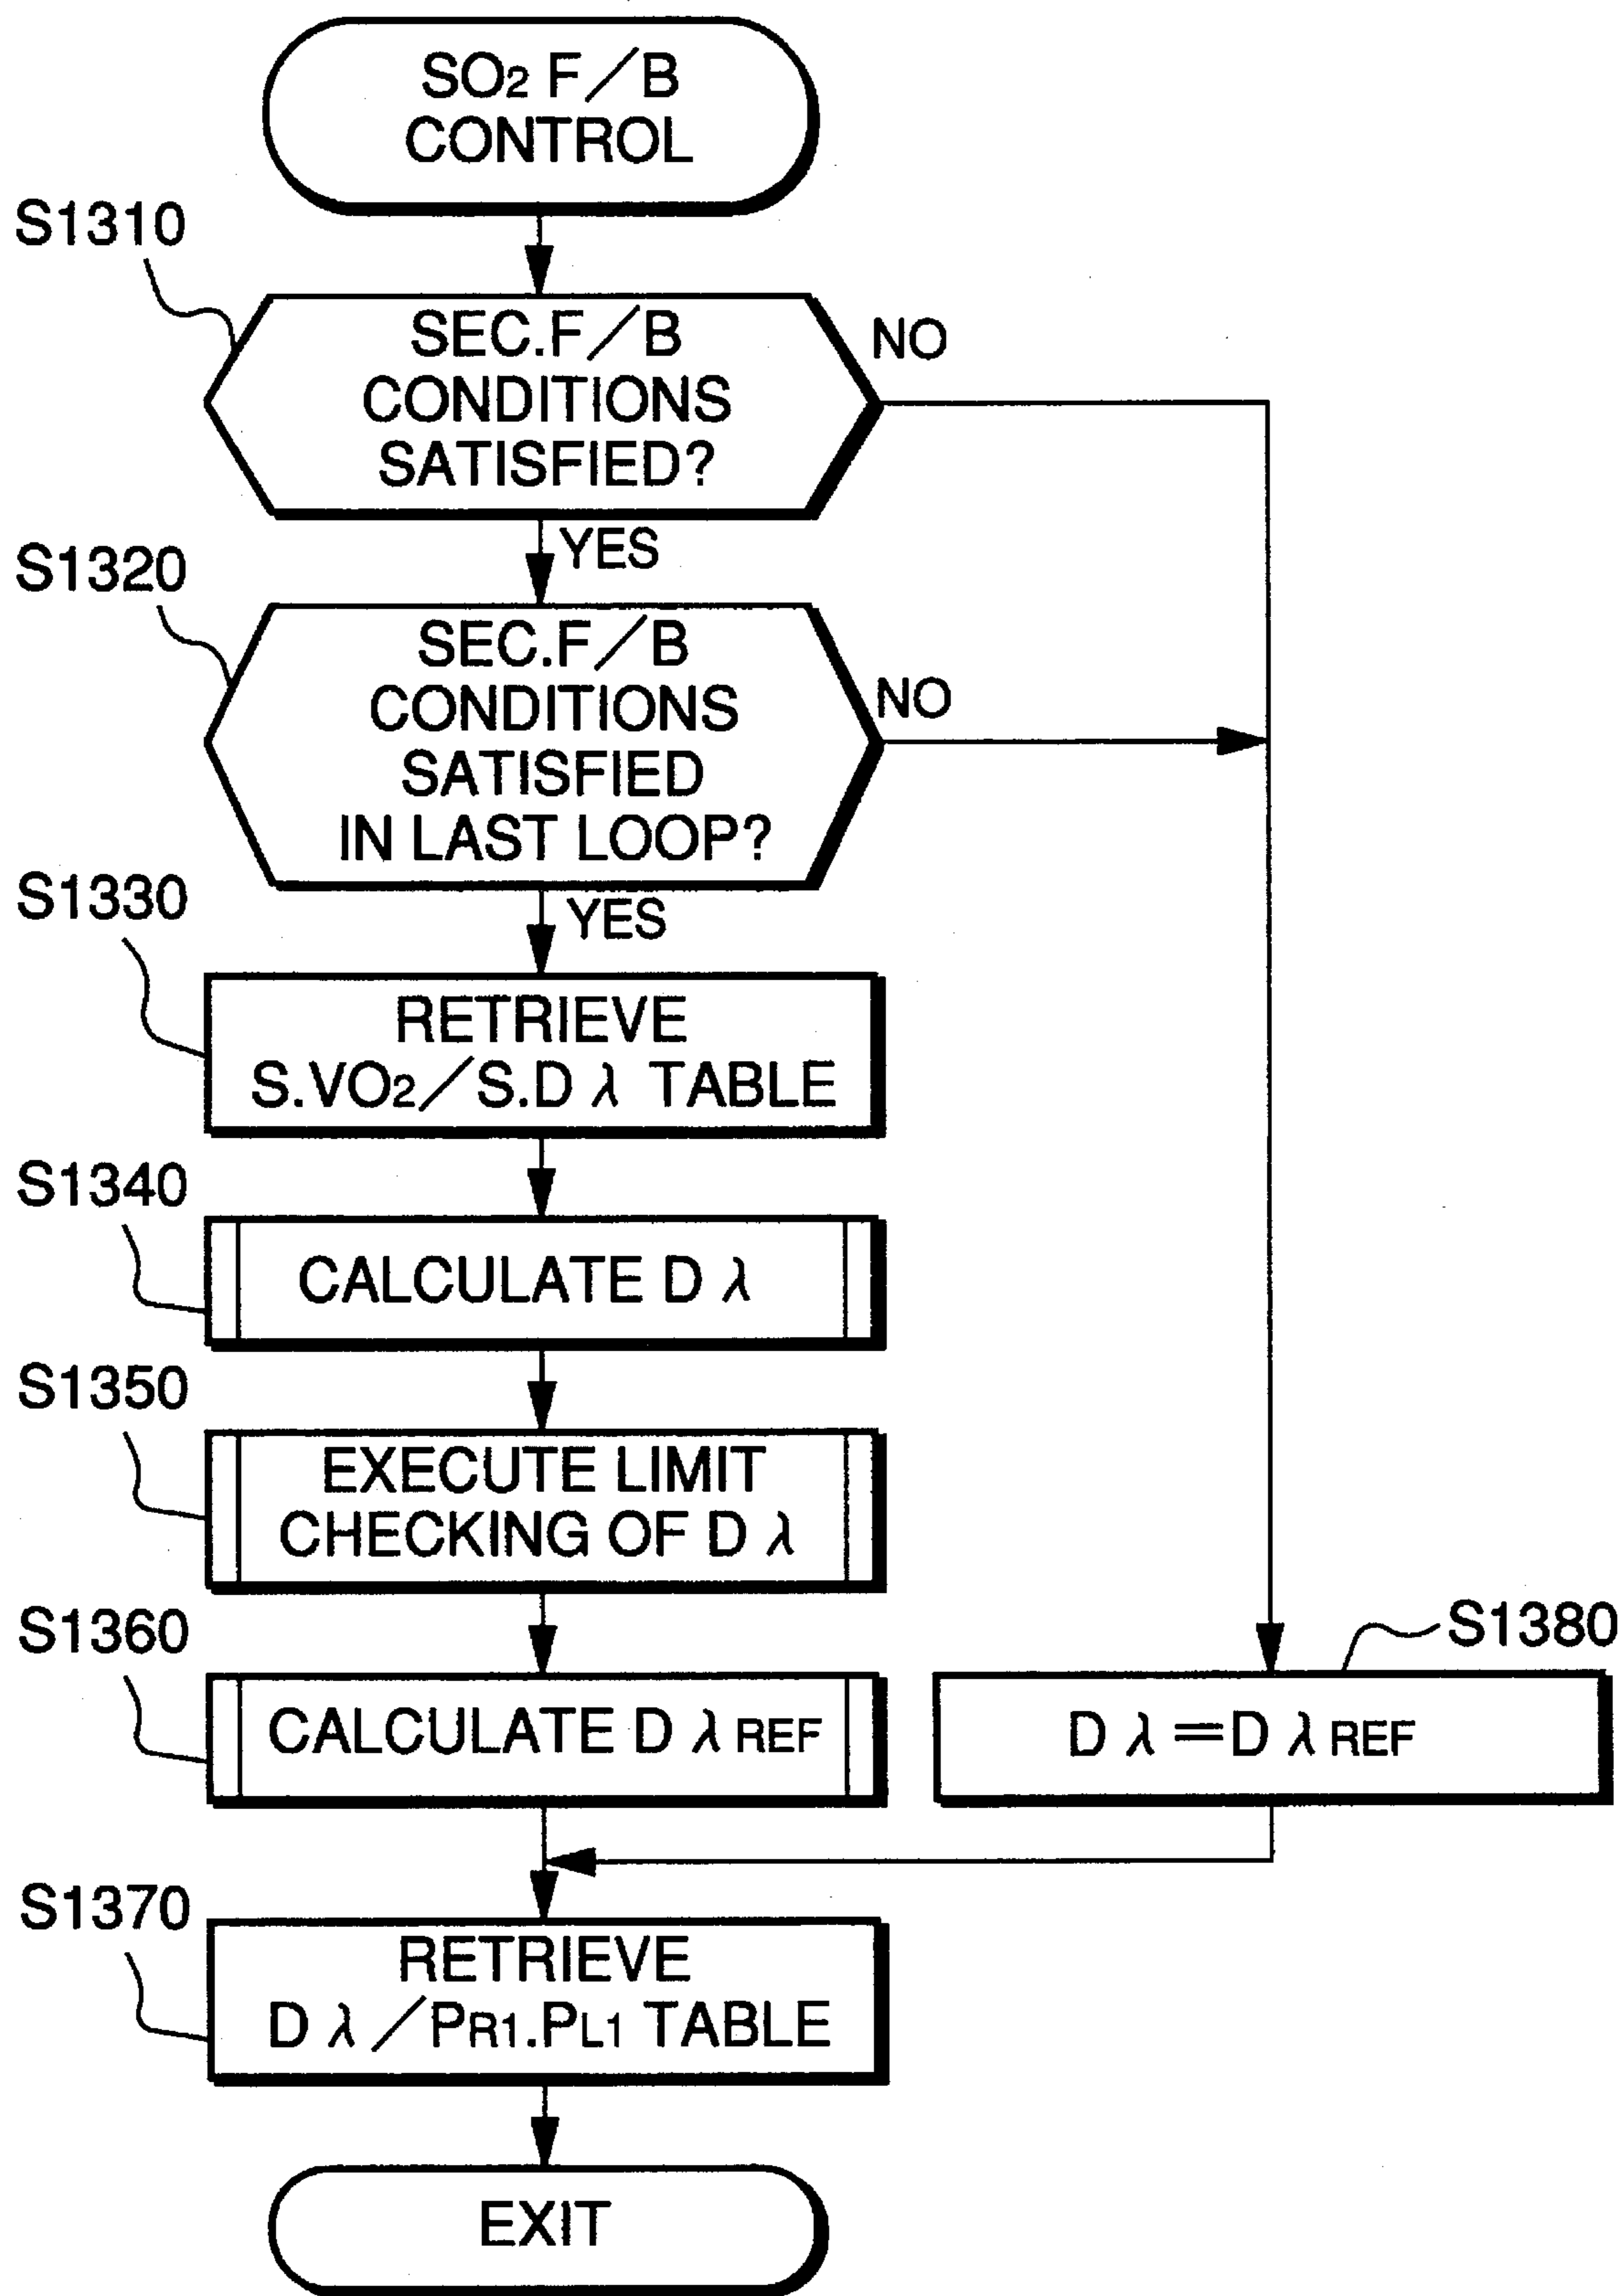 SO2 F/B
CONTROL
S1310
SEC.F/B
CONDITIONS
SATISFIED?
NO
YES
S1320
SEC.F/B
CONDITIONS
SATISFIED
IN LAST LOOP?
NO
YES
S1330
RETRIEVE
S.VO2/S.D λ TABLE
S1340
CALCULATE D λ
S1350
EXECUTE LIMIT
CHECKING OF D λ
S1360
CALCULATE D λ REF
S1380
D λ=D λ REF
S1370
RETRIEVE
D λ/PR1.PL1 TABLE
EXIT